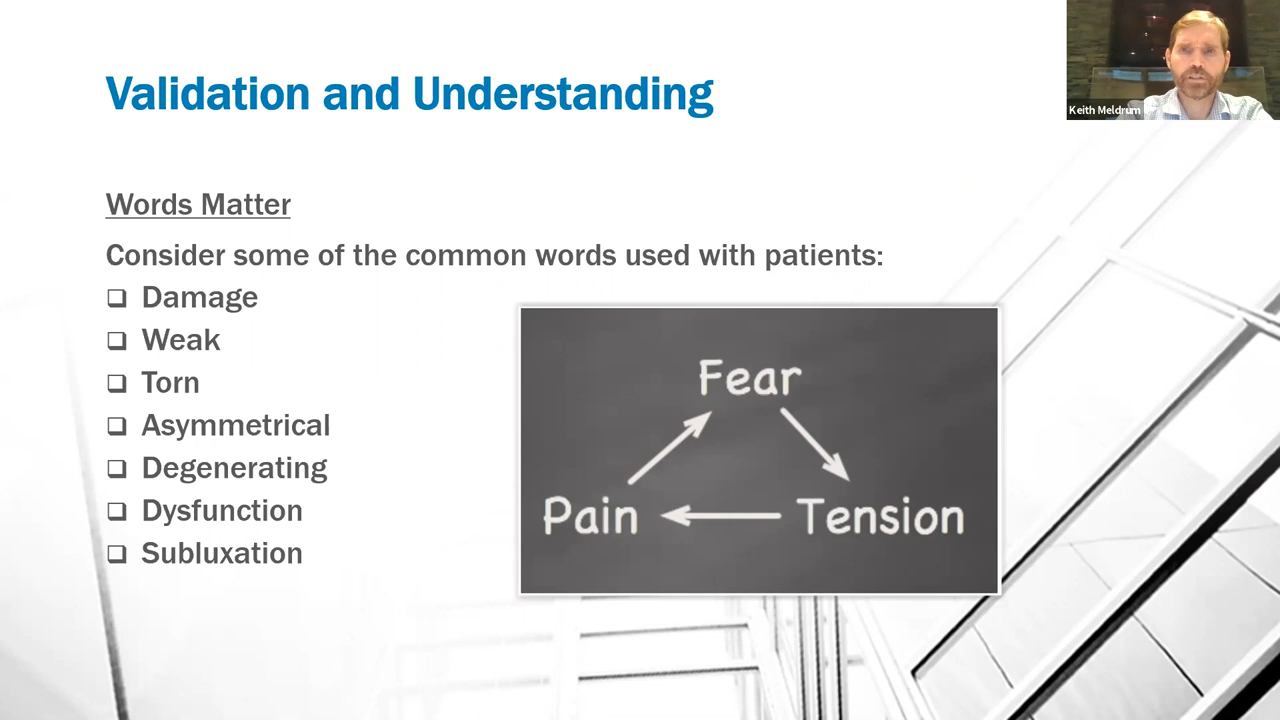 Validation and Understanding
Keith Meldrum
Words Matter
Consider some of the common words used with patients:
Damage
Weak
Torn
Asymmetrical
Degenerating
Dysfunction
Subluxation
Fear
Pain
Tension